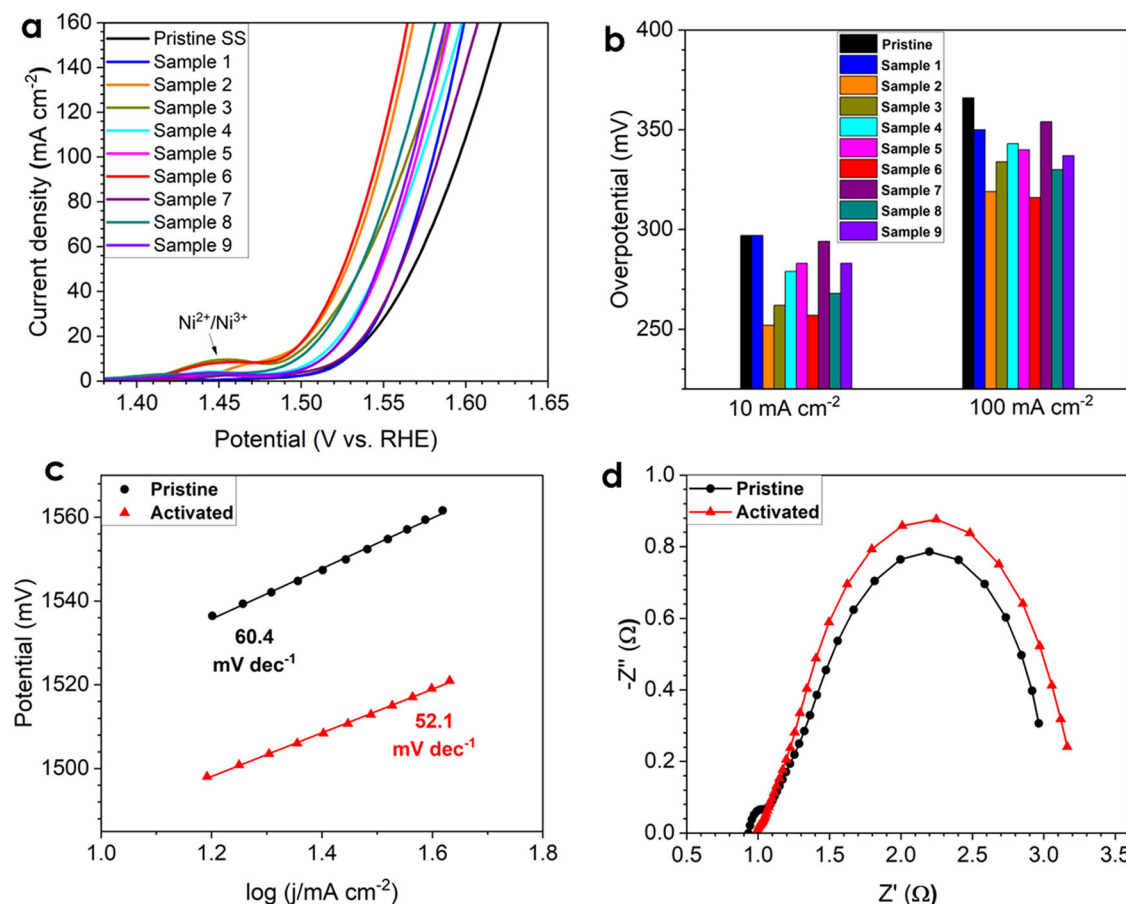 a
160
140
120
100
80
60
40
20
0
Current density (mA cm⁻²)
Pristine SS
Sample 1
Sample 2
Sample 3
Sample 4
Sample 5
Sample 6
Sample 7
Sample 8
Sample 9
Ni²⁺/Ni³⁺
1.40 1.45 1.50 1.55 1.60 1.65
Potential (V vs. RHE)
b
400
350
300
250
Overpotential (mV)
Pristine
Sample 1
Sample 2
Sample 3
Sample 4
Sample 5
Sample 6
Sample 7
Sample 8
Sample 9
10 mA cm⁻² 100 mA cm⁻²
c
Pristine
Activated
1560
1540
1520
1500
Potential (mV)
60.4
mV dec⁻¹
52.1
mV dec⁻¹
1.0 1.2 1.4 1.6 1.8
log (j/mA cm⁻²)
d
Pristine
Activated
1.0
0.8
0.6
0.4
0.2
0.0
-Z'' (Ω)
0.5 1.0 1.5 2.0 2.5 3.0 3.5
Z' (Ω)